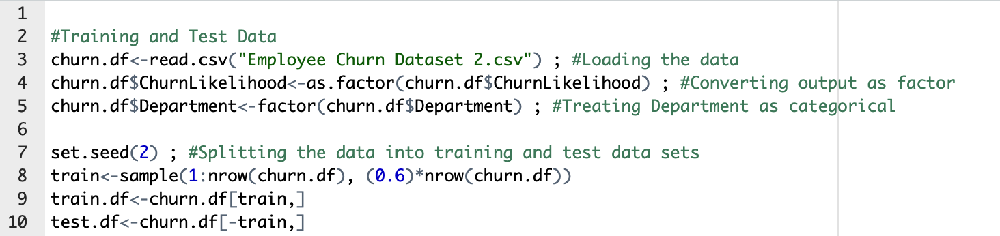 1
2 #Training and Test Data
3 churn.df<-read.csv("Employee Churn Dataset 2.csv") ; #Loading the data
4 churn.df$ChurnLikelihood<-as.factor(churn.df$ChurnLikelihood) ; #Converting output as factor
5 churn.df$Department<-factor(churn.df$Department) ; #Treating Department as categorical
6
7 set.seed(2) ; #Splitting the data into training and test data sets
8 train<-sample(1:nrow(churn.df), (0.6)*nrow(churn.df))
9 train.df<-churn.df[train,]
10 test.df<-churn.df[-train,]